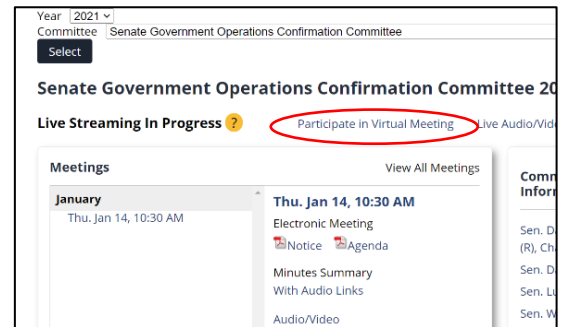 Year 2021
Committee Senate Government Operations Confirmation Committee
Select
Senate Government Operations Confirmation Committee 20
Live Streaming In Progress ? Participate in Virtual Meeting Live Audio/Vide
Meetings View All Meetings
January
Thu. Jan 14, 10:30 AM
Thu. Jan 14, 10:30 AM
Electronic Meeting
Notice Agenda
Minutes Summary
With Audio Links
Audio/Video
Comm
Inform
Sen. D
(R), Ch
Sen. D
Sen. Lu
Sen. W